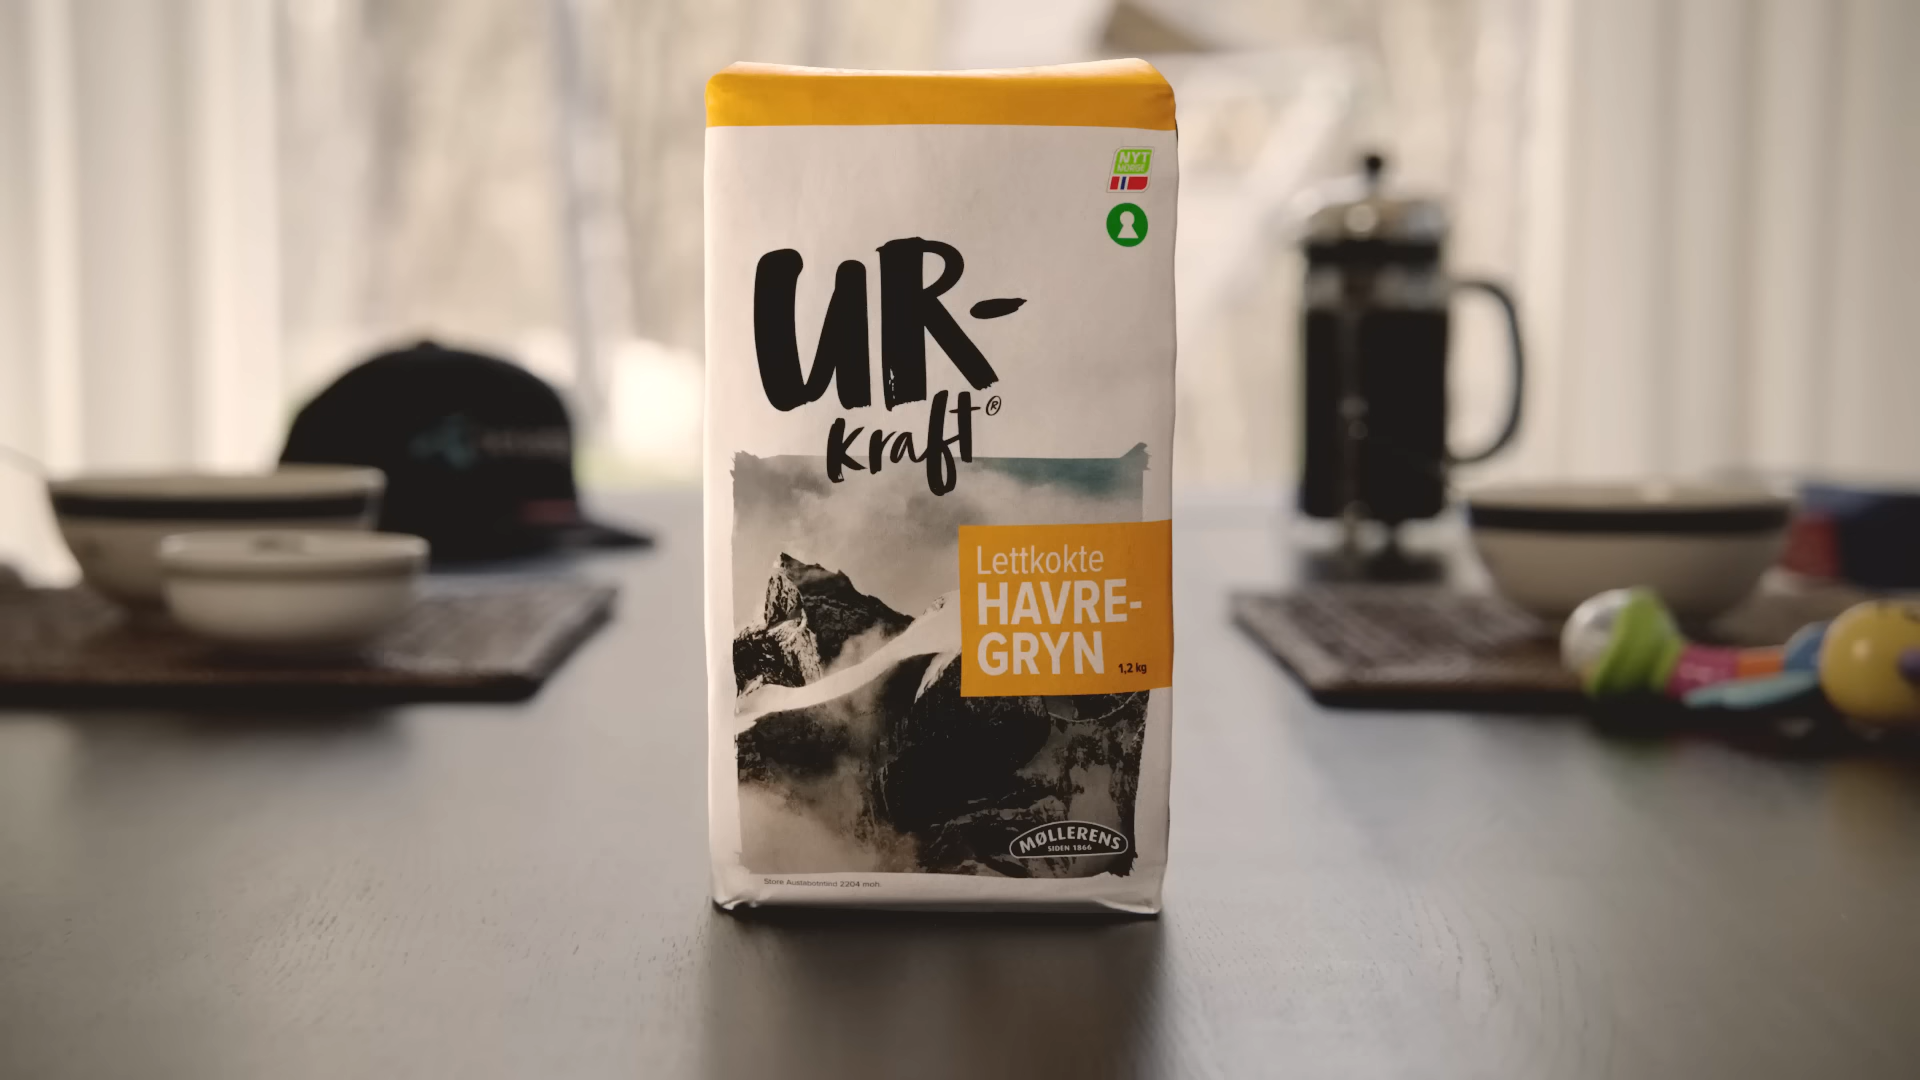 NYT
NORGE
UR-
kraft®
Lettkokte
HAVRE-
GRYN 1,2 kg
MØLLERENS
SIDEN 1866
Store Austabotntind 2204 moh.